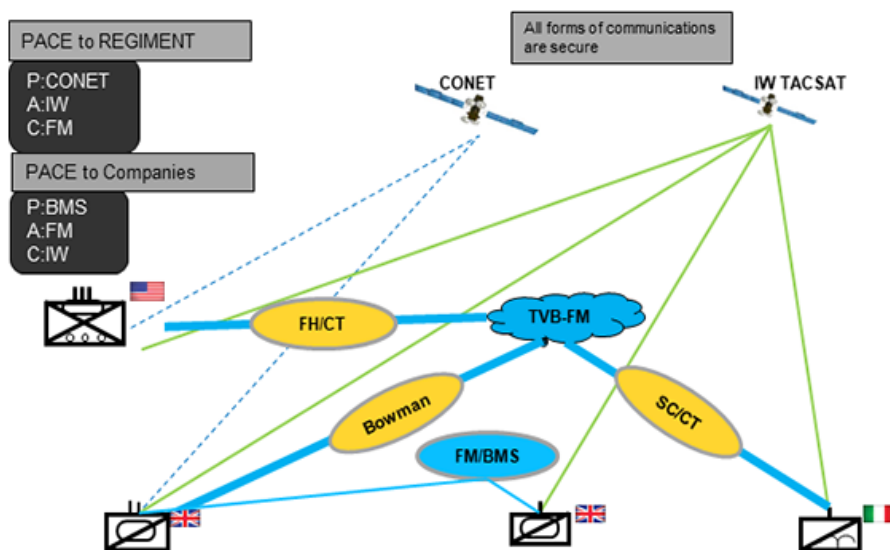 PACE to REGIMENT
P:CONET
A:IW
C:FM
PACE to Companies
P:BMS
A:FM
C:IW
All forms of communications
are secure
CONET
IW TACSAT
FH/CT
TVB-FM
Bowman
SC/CT
FM/BMS